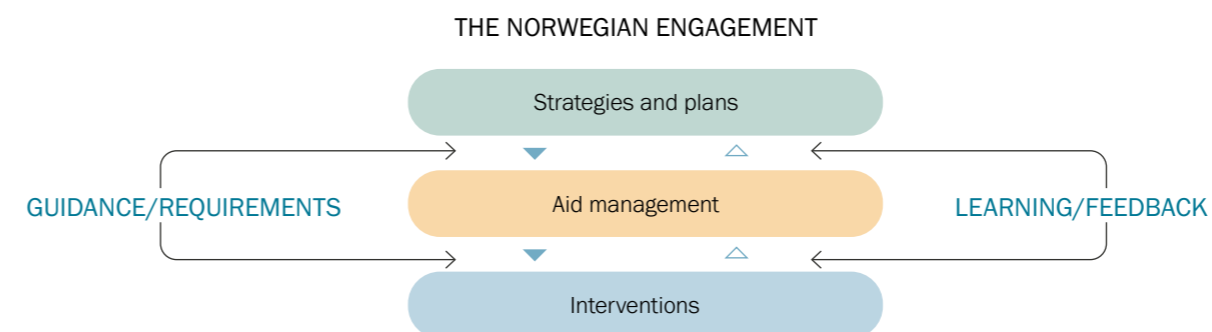 THE NORWEGIAN ENGAGEMENT
Strategies and plans
GUIDANCE/REQUIREMENTS
Aid management
LEARNING/FEEDBACK
Interventions